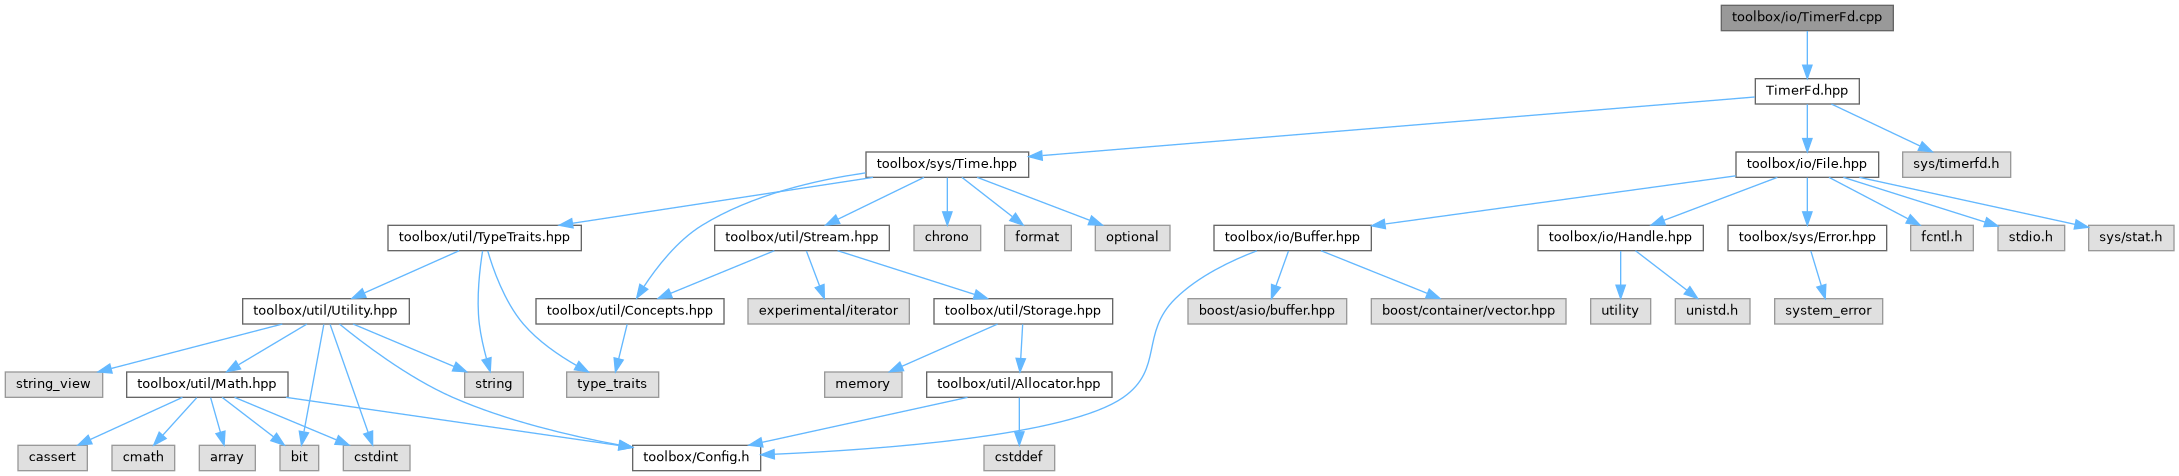 toolbox/io/TimerFd.cpp
TimerFd.hpp
toolbox/sys/Time.hpp
toolbox/io/File.hpp
sys/timerfd.h
toolbox/util/TypeTraits.hpp
toolbox/util/Stream.hpp
chrono
format
optional
toolbox/io/Buffer.hpp
toolbox/io/Handle.hpp
toolbox/sys/Error.hpp
fcntl.h
stdio.h
sys/stat.h
toolbox/util/Utility.hpp
toolbox/util/Concepts.hpp
experimental/iterator
toolbox/util/Storage.hpp
boost/asio/buffer.hpp
boost/container/vector.hpp
utility
unistd.h
system_error
string_view
toolbox/util/Math.hpp
string
type_traits
memory
toolbox/util/Allocator.hpp
cassert
cmath
array
bit
cstdint
toolbox/Config.h
cstddef